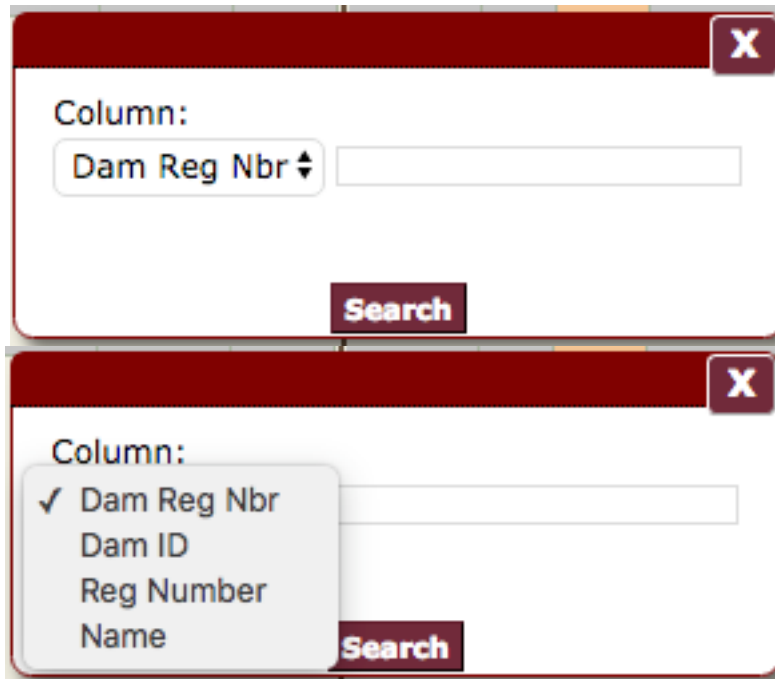 X
Column:
Dam Reg Nbr
Search
X
Column:
✓ Dam Reg Nbr
Dam ID
Reg Number
Name
Search